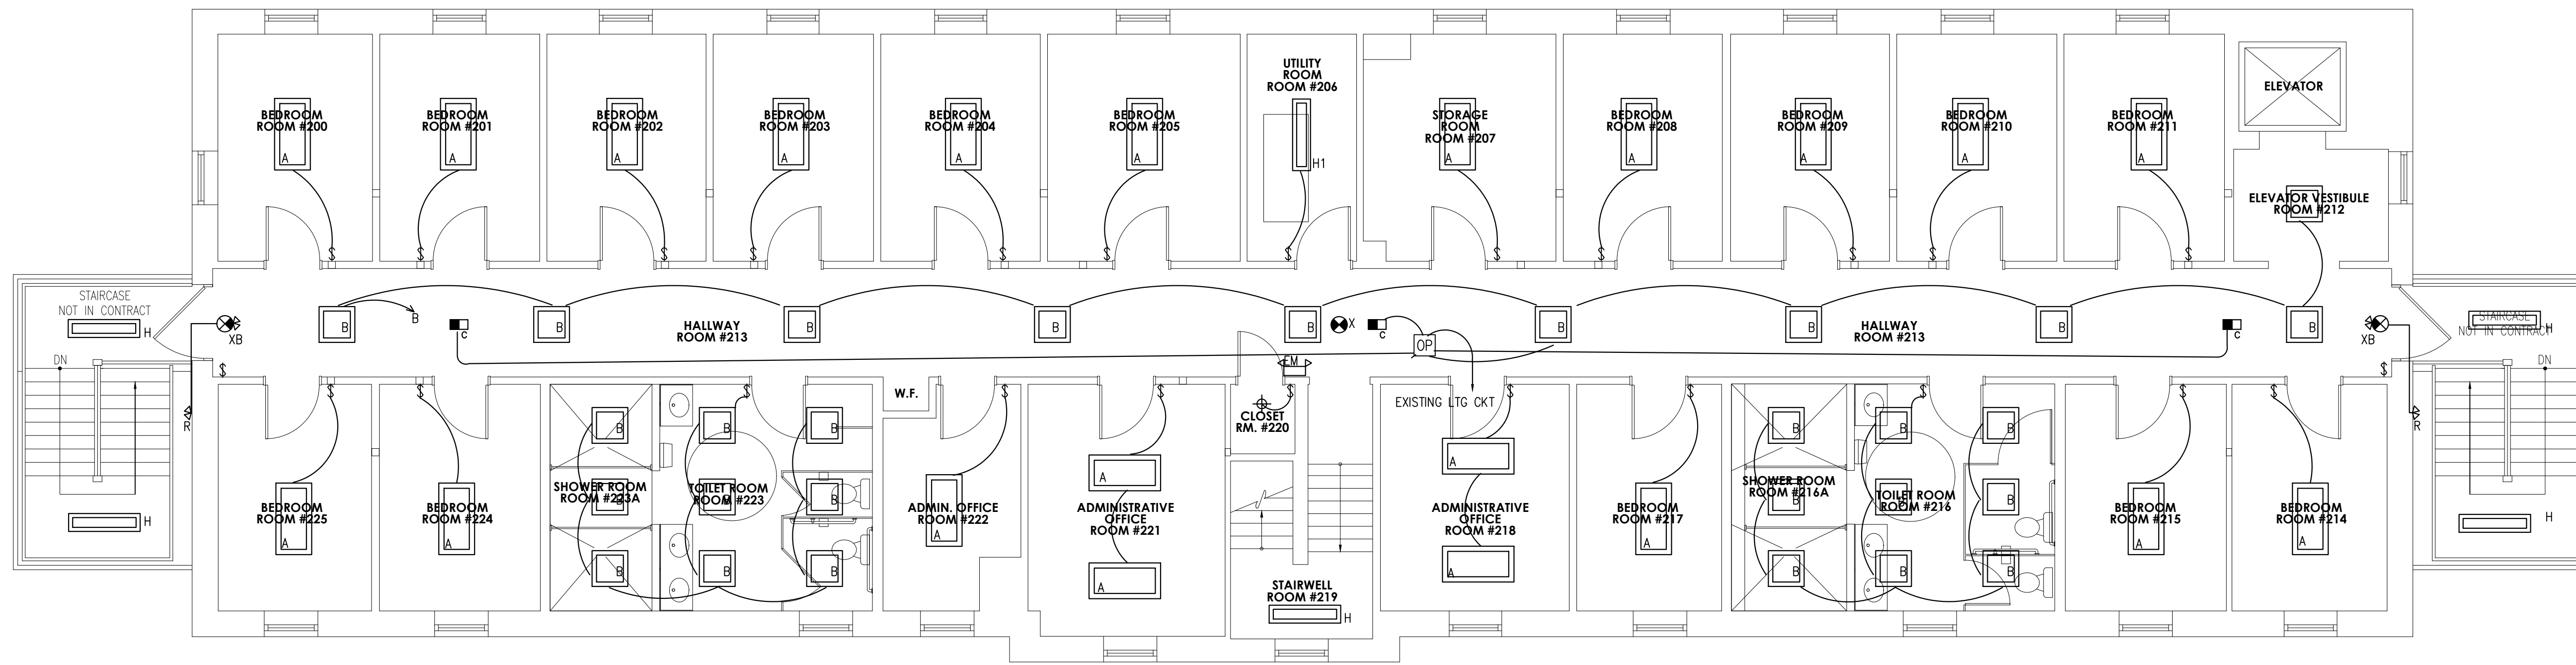 BEDROOM
ROOM #200
A
BEDROOM
ROOM #201
A
BEDROOM
ROOM #202
A
BEDROOM
ROOM #203
A
BEDROOM
ROOM #204
A
BEDROOM
ROOM #205
A
UTILITY
ROOM
ROOM #206
H1
STORAGE
ROOM
ROOM #207
A
BEDROOM
ROOM #208
A
BEDROOM
ROOM #209
A
BEDROOM
ROOM #210
A
BEDROOM
ROOM #211
A
ELEVATOR
ELEVATOR VESTIBULE
ROOM #212
$ $ $ $ $ $ $ $ $ $ $ $
STAIRCASE
NOT IN CONTRACT
H
DN
H
R
XB
$
B
B
C
B
B
HALLWAY
ROOM #213
B
B
X
C
OP
EM
B
B
HALLWAY
ROOM #213
B
C
B
XB
$
STAIRCASE
NOT IN CONTRACT
H
DN
H
R
EXISTING LTG CKT
$ $ $ $ $ $ $ $ $ $ $
BEDROOM
ROOM #225
A
BEDROOM
ROOM #224
A
SHOWER ROOM
ROOM #223A
B
B
B
TOILET ROOM
ROOM #223
B
B
B
B
B
B
W.F.
ADMIN. OFFICE
ROOM #222
A
A
ADMINISTRATIVE
OFFICE
ROOM #221
A
CLOSET
RM. #220
STAIRWELL
ROOM #219
H
A
ADMINISTRATIVE
OFFICE
ROOM #218
A
BEDROOM
ROOM #217
A
SHOWER ROOM
ROOM #216A
B
B
B
TOILET ROOM
ROOM #216
B
B
B
B
B
B
BEDROOM
ROOM #215
A
BEDROOM
ROOM #214
A